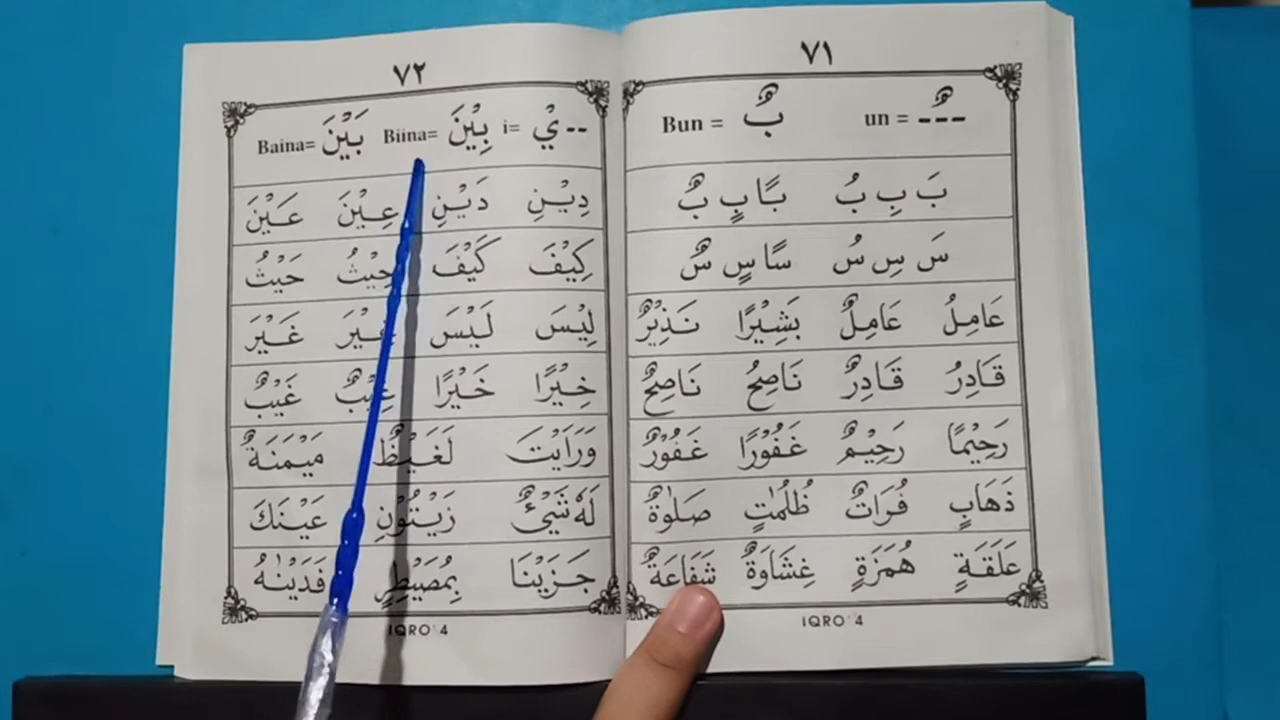 ٧١
ـــٌ = un بٌ = Bun
بَ بِ بُ بًا بٍ بٌ
سَ سِ سُ سًا سٍ سٌ
عَامِلُ عَامِلٌ بَشِيْرًا نَذِيْرٌ
قَادِرُ قَادِرٌ نَاصِحُ نَاصِحٌ
رَحِيْمًا رَحِيْمٌ غَفُوْرًا غَفُوْرٌ
ذَهَابٍ فُرَاتٌ ظُلُمٰتٍ صَلٰوةٌ
عَلَقَةٍ هُمَزَةٍ غِشَاوَةٌ شَفَاعَةٌ
IQRO' 4
٧٢
-- يْ =i بِيْنَ =Biina بَيْنَ =Baina
دِيْنِ دَيْنِ عِيْنَ عَيْنَ
كِيْفَ كَيْفَ حِيْثُ حَيْثُ
لِيْسَ لَيْسَ غِيْرَ غَيْرَ
خِيْرًا خَيْرًا غِيْبٌ غَيْبٌ
وَرَاَيْتَ لَغَيْظٌ مَيْمَنَةٌ
لَهٗ شَيْئٌ زَيْتُوْنِ عَيْنَكَ
جَزَيْنَا بِمُصَيْطِرٍ فَدَيْنٰهُ
IQRO' 4